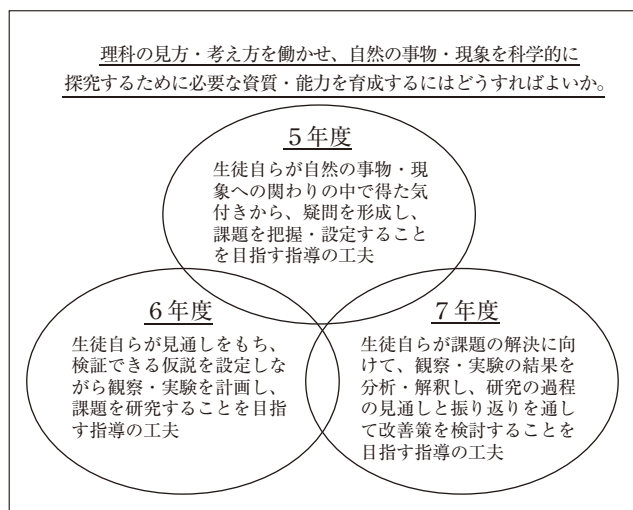 理科の見方・考え方を働かせ、自然の事物・現象を科学的に
探究するために必要な資質・能力を育成するにはどうすればよいか。
５年度
生徒自らが自然の事物・現
象への関わりの中で得た気
付きから、疑問を形成し、
課題を把握・設定すること
を目指す指導の工夫
６年度
生徒自らが見通しをもち、
検証できる仮説を設定しな
がら観察・実験を計画し、
課題を研究することを目指
す指導の工夫
７年度
生徒自らが課題の解決に向
けて、観察・実験の結果を
分析・解釈し、研究の過程
の見通しと振り返りを通し
て改善策を検討することを
目指す指導の工夫